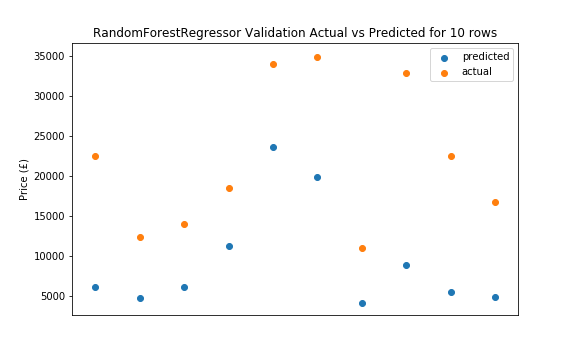 RandomForestRegressor Validation Actual vs Predicted for 10 rows
predicted
actual
Price (£)
35000
30000
25000
20000
15000
10000
5000